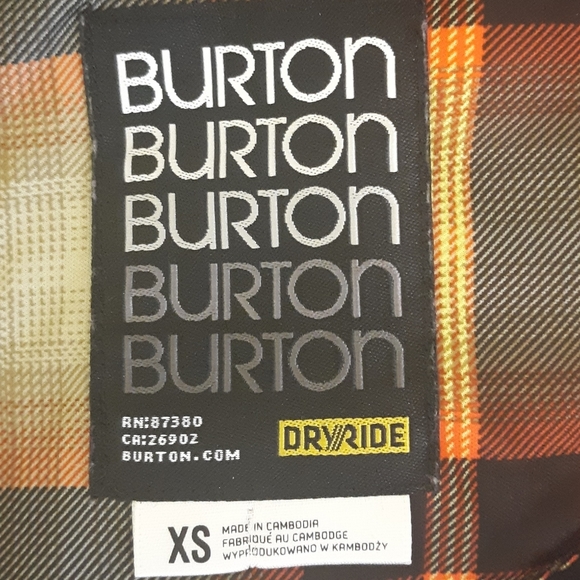 BURTON
BURTON
BURTON
BURTON
BURTON
RN:87380
CA:26902
BURTON.COM
DRYRIDE
XS
MADE IN CAMBODIA
FABRIQUÉ AU CAMBODGE
WYPRODUKOWANO W KAMBODŻY